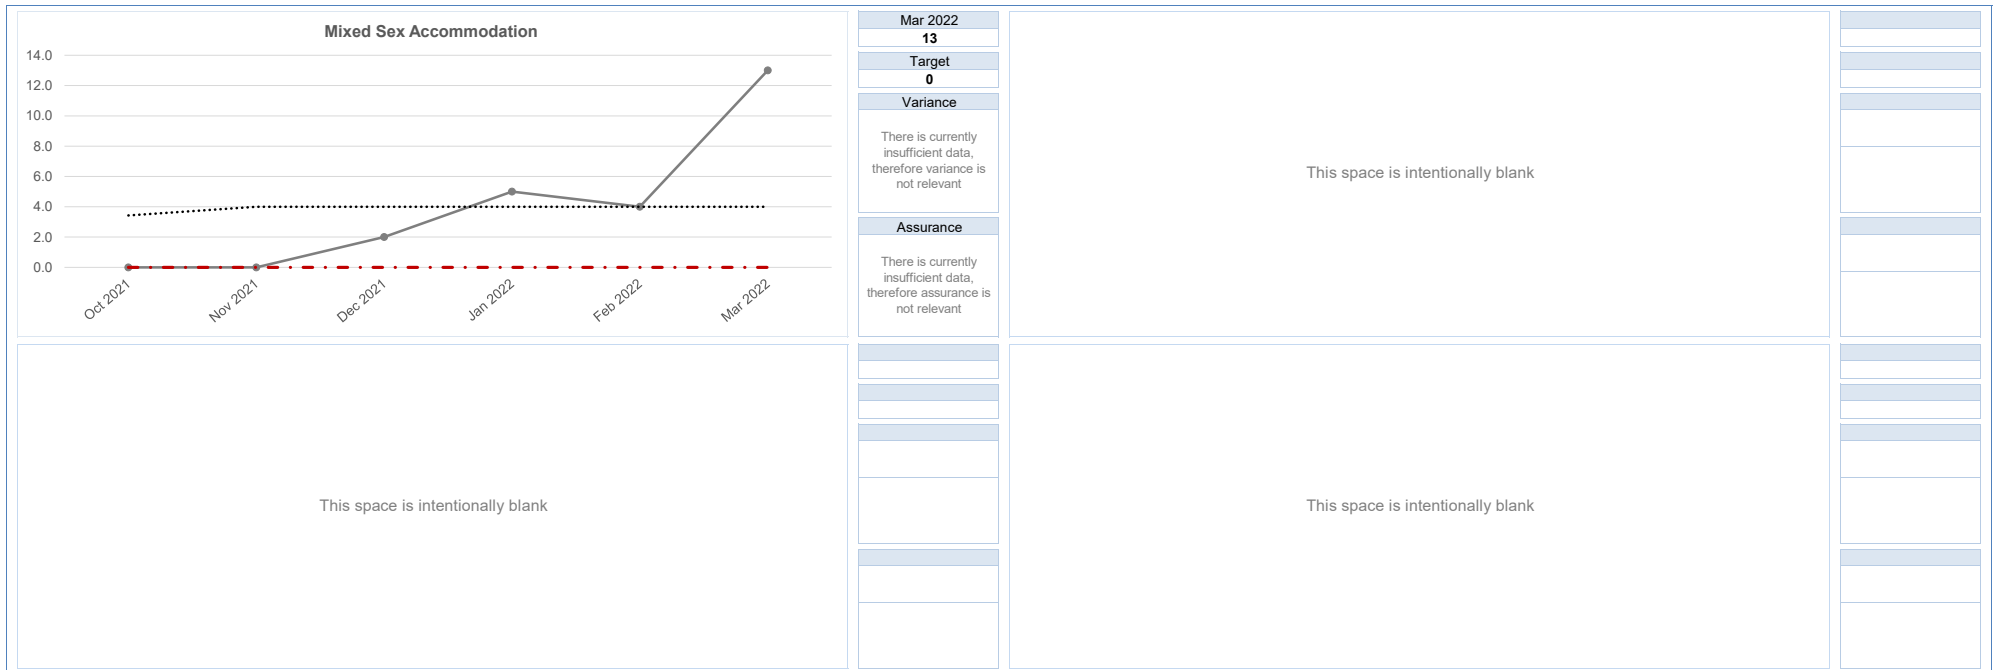 Mixed Sex Accommodation
14.0
12.0
10.0
8.0
6.0
4.0
2.0
0.0
Oct 2021
Nov 2021
Dec 2021
Jan 2022
Feb 2022
Mar 2022
Mar 2022
13
Target
0
Variance
There is currently
insufficient data,
therefore variance is
not relevant
Assurance
There is currently
insufficient data,
therefore assurance is
not relevant
This space is intentionally blank
This space is intentionally blank
This space is intentionally blank